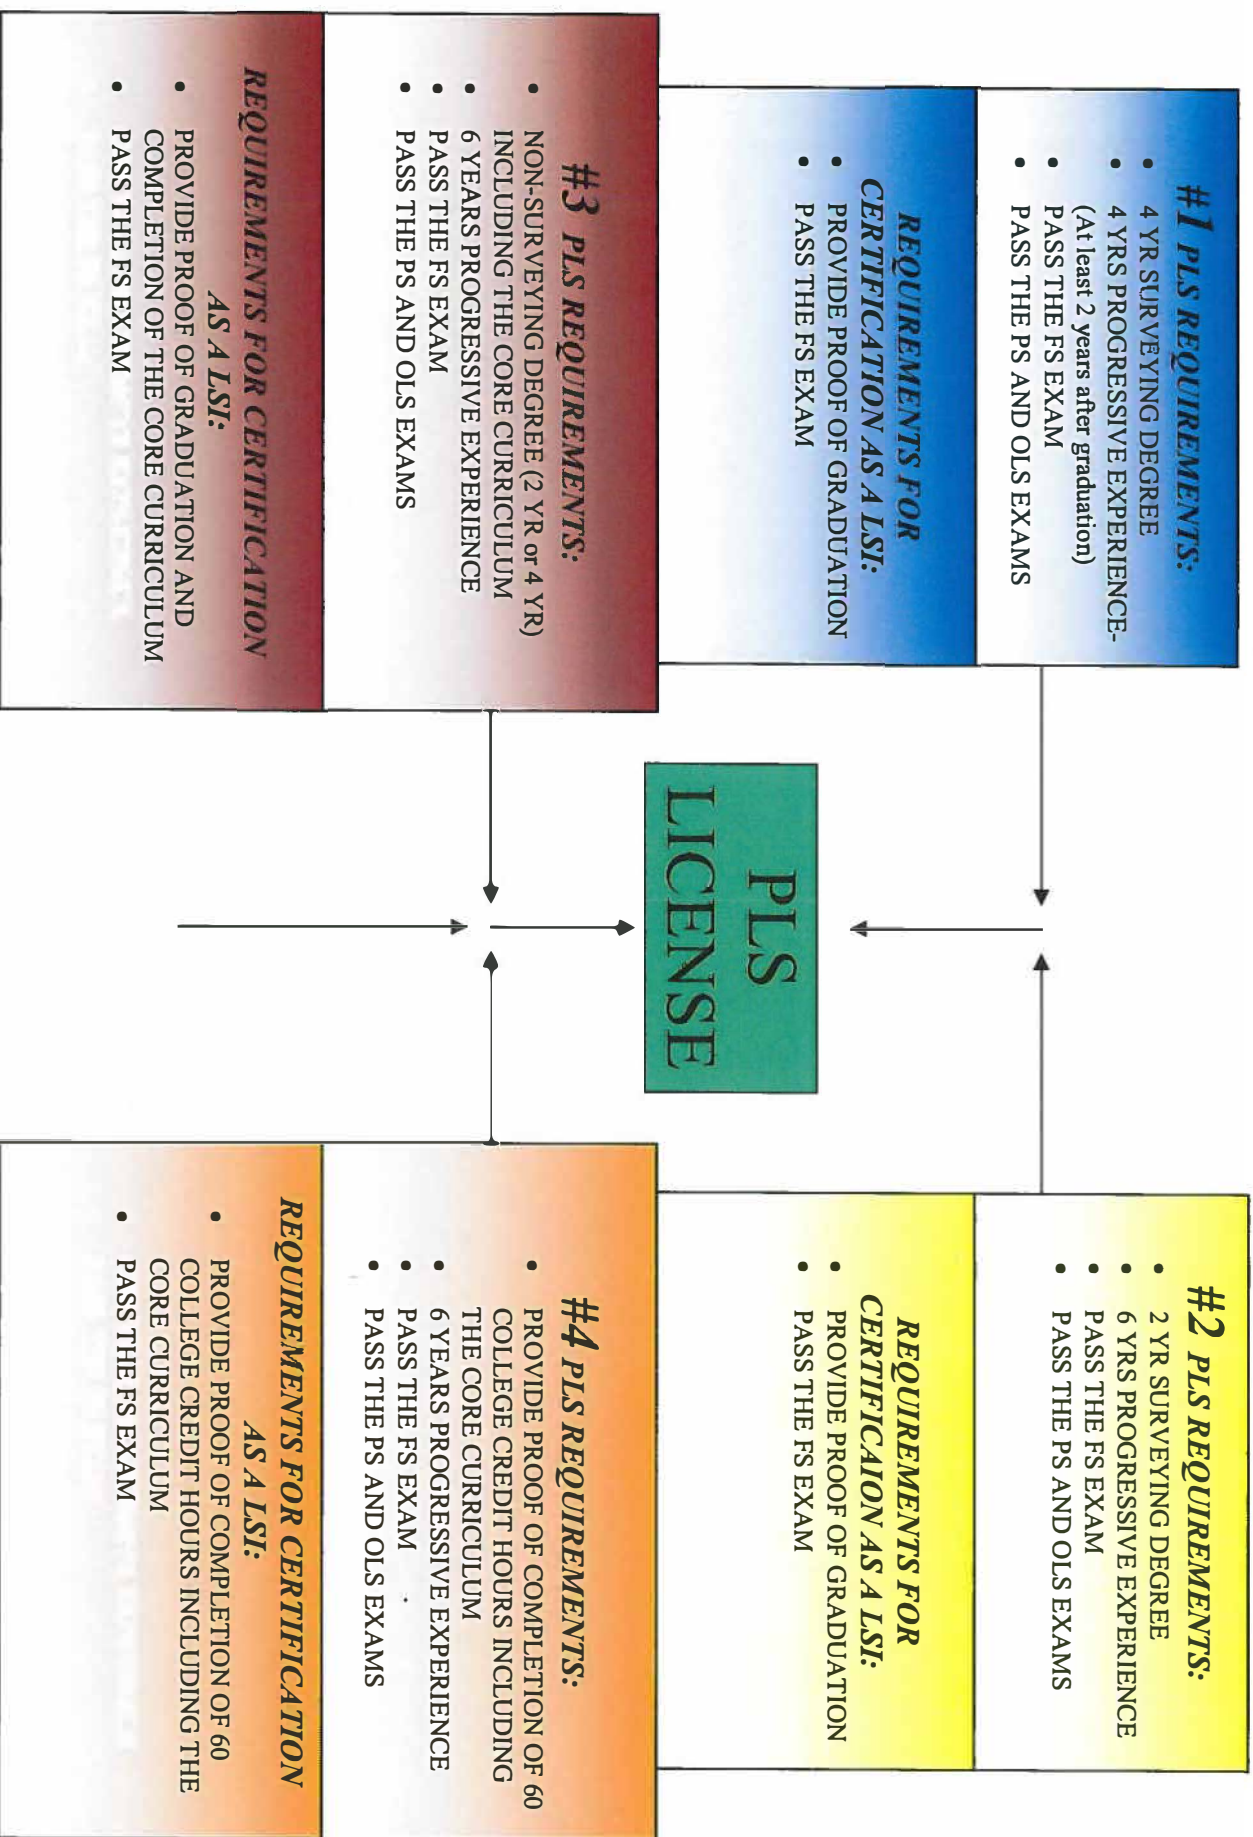 #1 PLS REQUIREMENTS:
• 4 YR SURVEYING DEGREE
• 4 YRS PROGRESSIVE EXPERIENCE-
(At least 2 years after graduation)
• PASS THE FS EXAM
• PASS THE PS AND OLS EXAMS
REQUIREMENTS FOR
CERTIFICATION AS A LSI:
• PROVIDE PROOF OF GRADUATION
• PASS THE FS EXAM
#2 PLS REQUIREMENTS:
• 2 YR SURVEYING DEGREE
• 6 YRS PROGRESSIVE EXPERIENCE
• PASS THE FS EXAM
• PASS THE PS AND OLS EXAMS
REQUIREMENTS FOR
CERTIFICAION AS A LSI:
• PROVIDE PROOF OF GRADUATION
• PASS THE FS EXAM
PLS
LICENSE
#3 PLS REQUIREMENTS:
• NON-SURVEYING DEGREE (2 YR or 4 YR)
INCLUDING THE CORE CURRICULUM
• 6 YEARS PROGRESSIVE EXPERIENCE
• PASS THE FS EXAM
• PASS THE PS AND OLS EXAMS
REQUIREMENTS FOR CERTIFICATION
AS A LSI:
• PROVIDE PROOF OF GRADUATION AND
COMPLETION OF THE CORE CURRICULUM
• PASS THE FS EXAM
#4 PLS REQUIREMENTS:
• PROVIDE PROOF OF COMPLETION OF 60
COLLEGE CREDIT HOURS INCLUDING
THE CORE CURRICULUM
• 6 YEARS PROGRESSIVE EXPERIENCE
• PASS THE FS EXAM
• PASS THE PS AND OLS EXAMS
REQUIREMENTS FOR CERTIFICATION
AS A LSI:
• PROVIDE PROOF OF COMPLETION OF 60
COLLEGE CREDIT HOURS INCLUDING THE
CORE CURRICULUM
• PASS THE FS EXAM